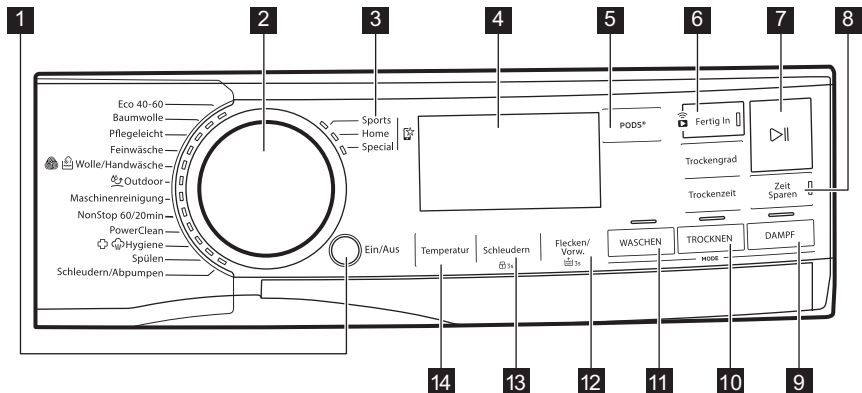 1
2
3
4
5
6
7
8
Eco 40-60
Baumwolle
Pflegeleicht
Feinwäsche
Wolle/Handwäsche
Outdoor
Maschinenreinigung
NonStop 60/20min
PowerClean
Hygiene
Spülen
Schleudern/Abpumpen
Sports
Home
Special
Ein/Aus
Temperatur
Schleudern
3s
Flecken/
Vorw.
3s
PODS®
Fertig In
Trockengrad
Trockenzeit
Zeit
Sparen
WASCHEN
TROCKNEN
DAMPF
MODE
14
13
12
11
10
9